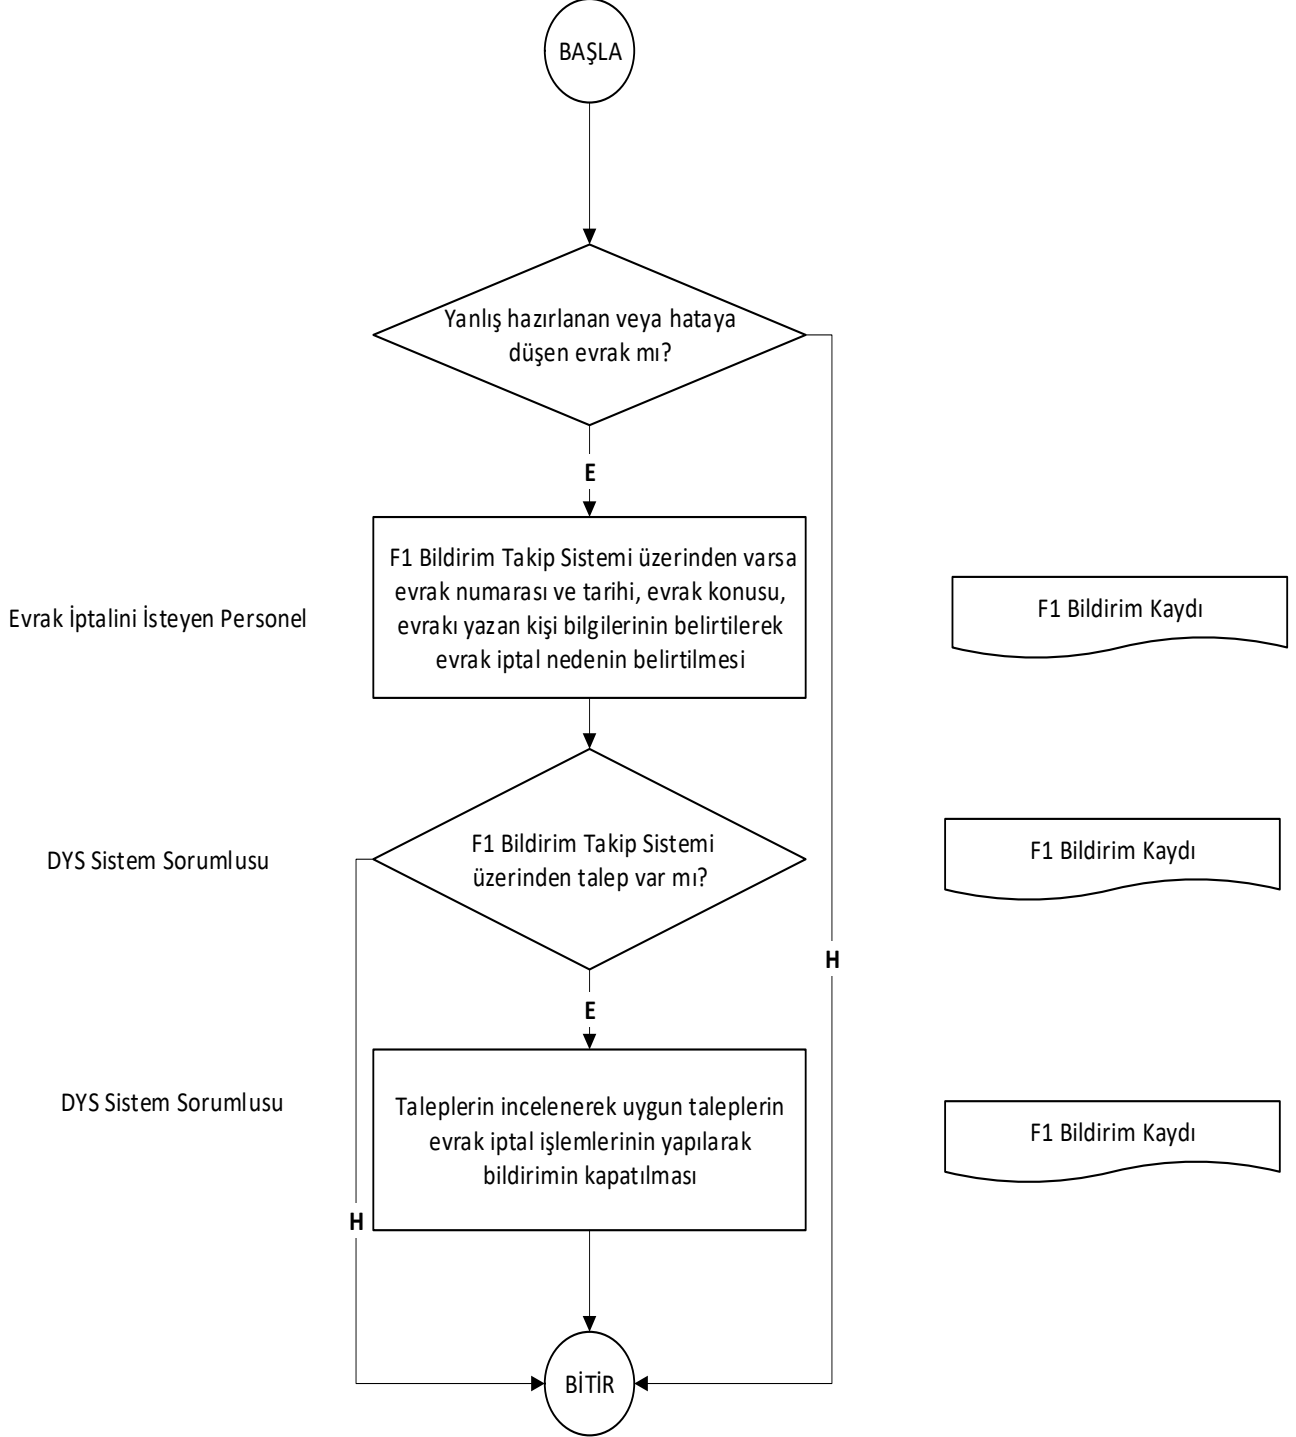 BAŞLA
Yanlış hazırlanan veya hataya
düşen evrak mı?
E
Evrak İptalini İsteyen Personel
F1 Bildirim Takip Sistemi üzerinden varsa
evrak numarası ve tarihi, evrak konusu,
evrakı yazan kişi bilgilerinin belirtilerek
evrak iptal nedenin belirtilmesi
F1 Bildirim Kaydı
DYS Sistem Sorumlusu
F1 Bildirim Takip Sistemi
üzerinden talep var mı?
F1 Bildirim Kaydı
H
E
DYS Sistem Sorumlusu
Taleplerin incelenerek uygun taleplerin
evrak iptal işlemlerinin yapılarak
bildirimin kapatılması
F1 Bildirim Kaydı
H
BİTİR